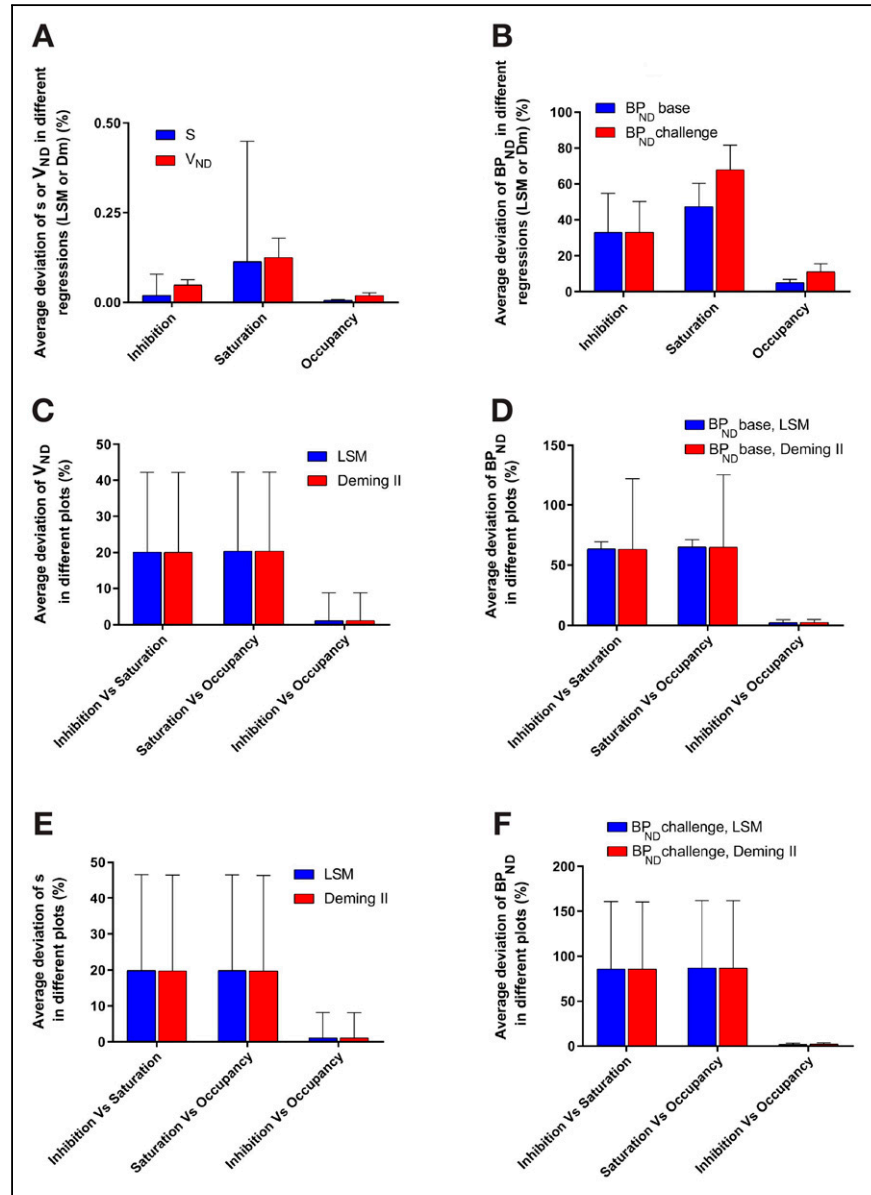 A
Average deviation of s or VND in different
regressions (LSM or Dm) (%)
0.50
0.25
0.00
S
VND
Inhibition
Saturation
Occupancy
B
Average deviation of BPND in different
regressions (LSM or Dm) (%)
100
80
60
40
20
0
BPND base
BPND challenge
Inhibition
Saturation
Occupancy
C
Average deviation of VND
in different plots (%)
50
40
30
20
10
0
LSM
Deming II
Inhibition Vs Saturation
Saturation Vs Occupancy
Inhibition Vs Occupancy
D
Average deviation of BPND
in different plots (%)
150
100
50
0
BPND base, LSM
BPND base, Deming II
Inhibition Vs Saturation
Saturation Vs Occupancy
Inhibition Vs Occupancy
E
Average deviation of s
in different plots (%)
50
40
30
20
10
0
LSM
Deming II
Inhibition Vs Saturation
Saturation Vs Occupancy
Inhibition Vs Occupancy
F
Average deviation of BPND
in different plots (%)
200
150
100
50
0
BPND challenge, LSM
BPND challenge, Deming II
Inhibition Vs Saturation
Saturation Vs Occupancy
Inhibition Vs Occupancy